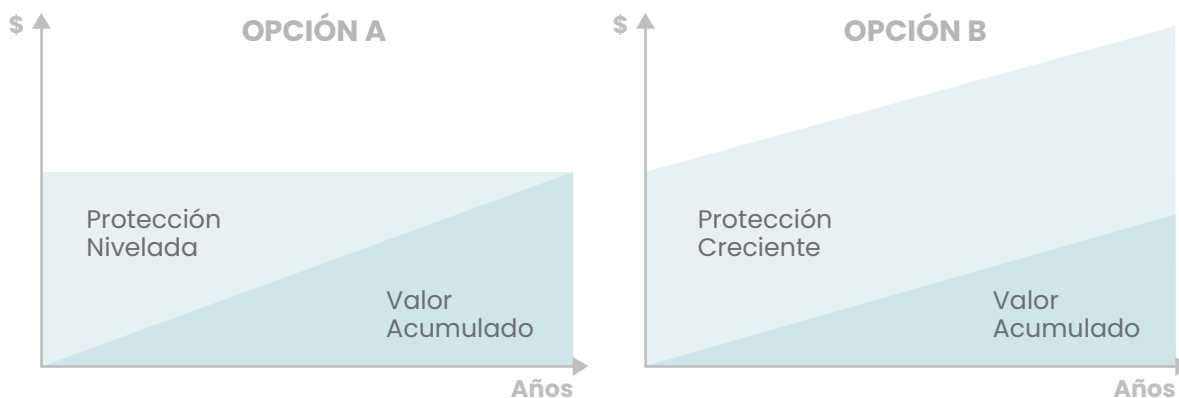 $
OPCIÓN A
Protección
Nivelada
Valor
Acumulado
Años
$
OPCIÓN B
Protección
Creciente
Valor
Acumulado
Años